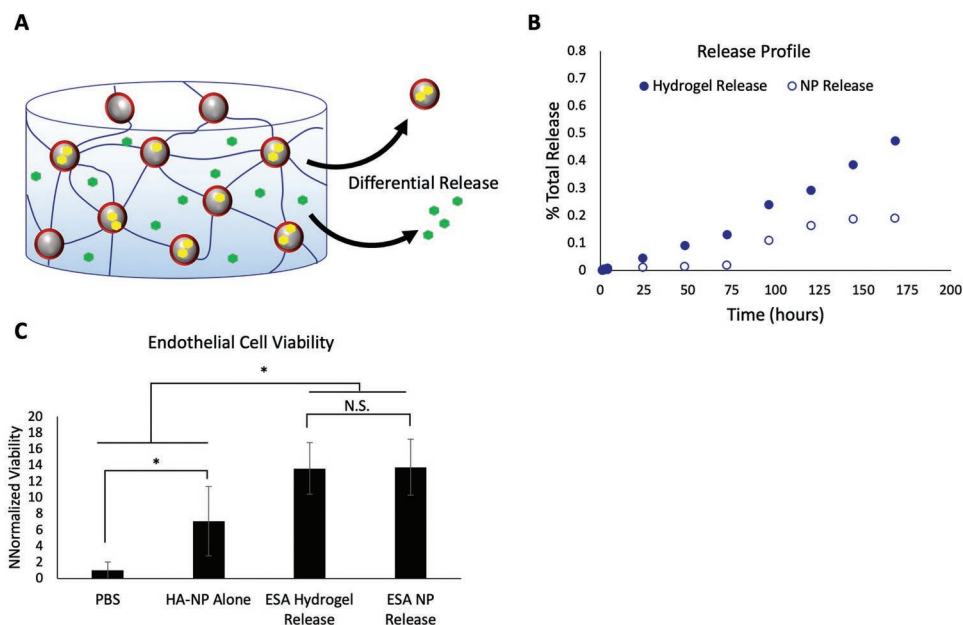 A
Differential Release
B
Release Profile
Hydrogel Release
NP Release
% Total Release
0.8
0.7
0.6
0.5
0.4
0.3
0.2
0.1
0
0
25
50
75
100
125
150
175
200
Time (hours)
C
Endothelial Cell Viability
*
N.S.
*
NNormalized Viability
20
18
16
14
12
10
8
6
4
2
0
PBS
HA-NP Alone
ESA Hydrogel
Release
ESA NP
Release